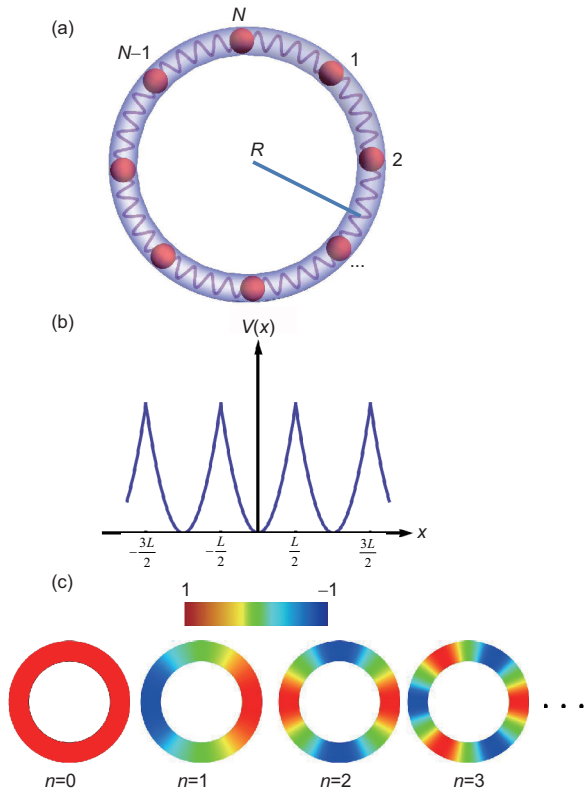 (a)
N
N–1
1
R
2
...
(b)
V(x)
x
-3L/2
-L/2
L/2
3L/2
(c)
1
−1
n=0
n=1
n=2
n=3
. . .